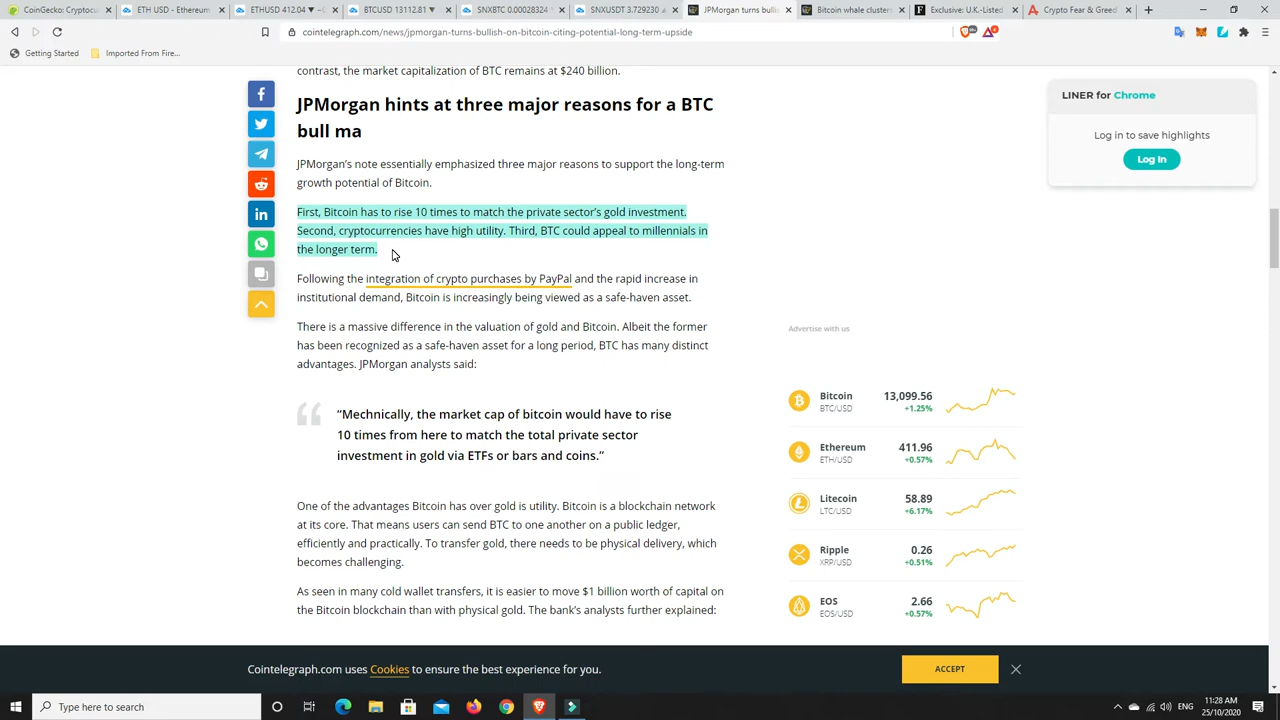 CoinGecko: Cryptocu
ETH USD - Ethereum
ETHUSD 412.04 ▼ −
BTCUSD 13112.81 ▼
SNXBTC 0.00028324
SNXUSDT 3.729230
JPMorgan turns bullis
Bitcoin whale clusters
Exclusive: U.K.-Listed
Crypto Fear & Greed
cointelegraph.com/news/jpmorgan-turns-bullish-on-bitcoin-citing-potential-long-term-upside
Getting Started
Imported From Fire...
contrast, the market capitalization of BTC remains at $240 billion.
JPMorgan hints at three major reasons for a BTC
bull ma
JPMorgan's note essentially emphasized three major reasons to support the long-term
growth potential of Bitcoin.
First, Bitcoin has to rise 10 times to match the private sector's gold investment.
Second, cryptocurrencies have high utility. Third, BTC could appeal to millennials in
the longer term.
Following the integration of crypto purchases by PayPal and the rapid increase in
institutional demand, Bitcoin is increasingly being viewed as a safe-haven asset.
There is a massive difference in the valuation of gold and Bitcoin. Albeit the former
has been recognized as a safe-haven asset for a long period, BTC has many distinct
advantages. JPMorgan analysts said:
"Mechnically, the market cap of bitcoin would have to rise
10 times from here to match the total private sector
investment in gold via ETFs or bars and coins."
One of the advantages Bitcoin has over gold is utility. Bitcoin is a blockchain network
at its core. That means users can send BTC to one another on a public ledger,
efficiently and practically. To transfer gold, there needs to be physical delivery, which
becomes challenging.
As seen in many cold wallet transfers, it is easier to move $1 billion worth of capital on
the Bitcoin blockchain than with physical gold. The bank's analysts further explained:
LINER for Chrome
Log in to save highlights
Log In
Advertise with us
Bitcoin 13,099.56
BTC/USD +1.25%
Ethereum 411.96
ETH/USD +0.57%
Litecoin 58.89
LTC/USD +6.17%
Ripple 0.26
XRP/USD +0.51%
EOS 2.66
EOS/USD +0.57%
Cointelegraph.com uses Cookies to ensure the best experience for you.
ACCEPT
Type here to search
ENG
11:28 AM
25/10/2020